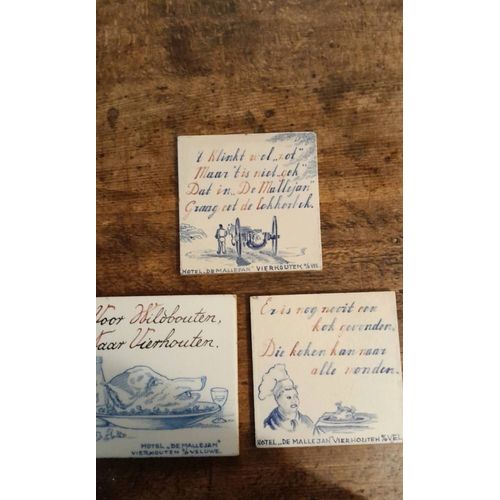 't Klinkt wel „zot"
Maar 't is niet „gek"
Dat in „De Mallejan"
Graag eet de Lekkerbek.
HOTEL „DE MALLEJAN" VIERHOUTEN
Voor Wildbouten,
Naar Vierhouten.
HOTEL „DE MALLEJAN"
VIERHOUTEN o/d VELUWE.
Er is nog nooit een
kok gevonden.
Die koken kan naar
alle monden.
HOTEL „DE MALLEJAN" VIERHOUTEN o/d VEL